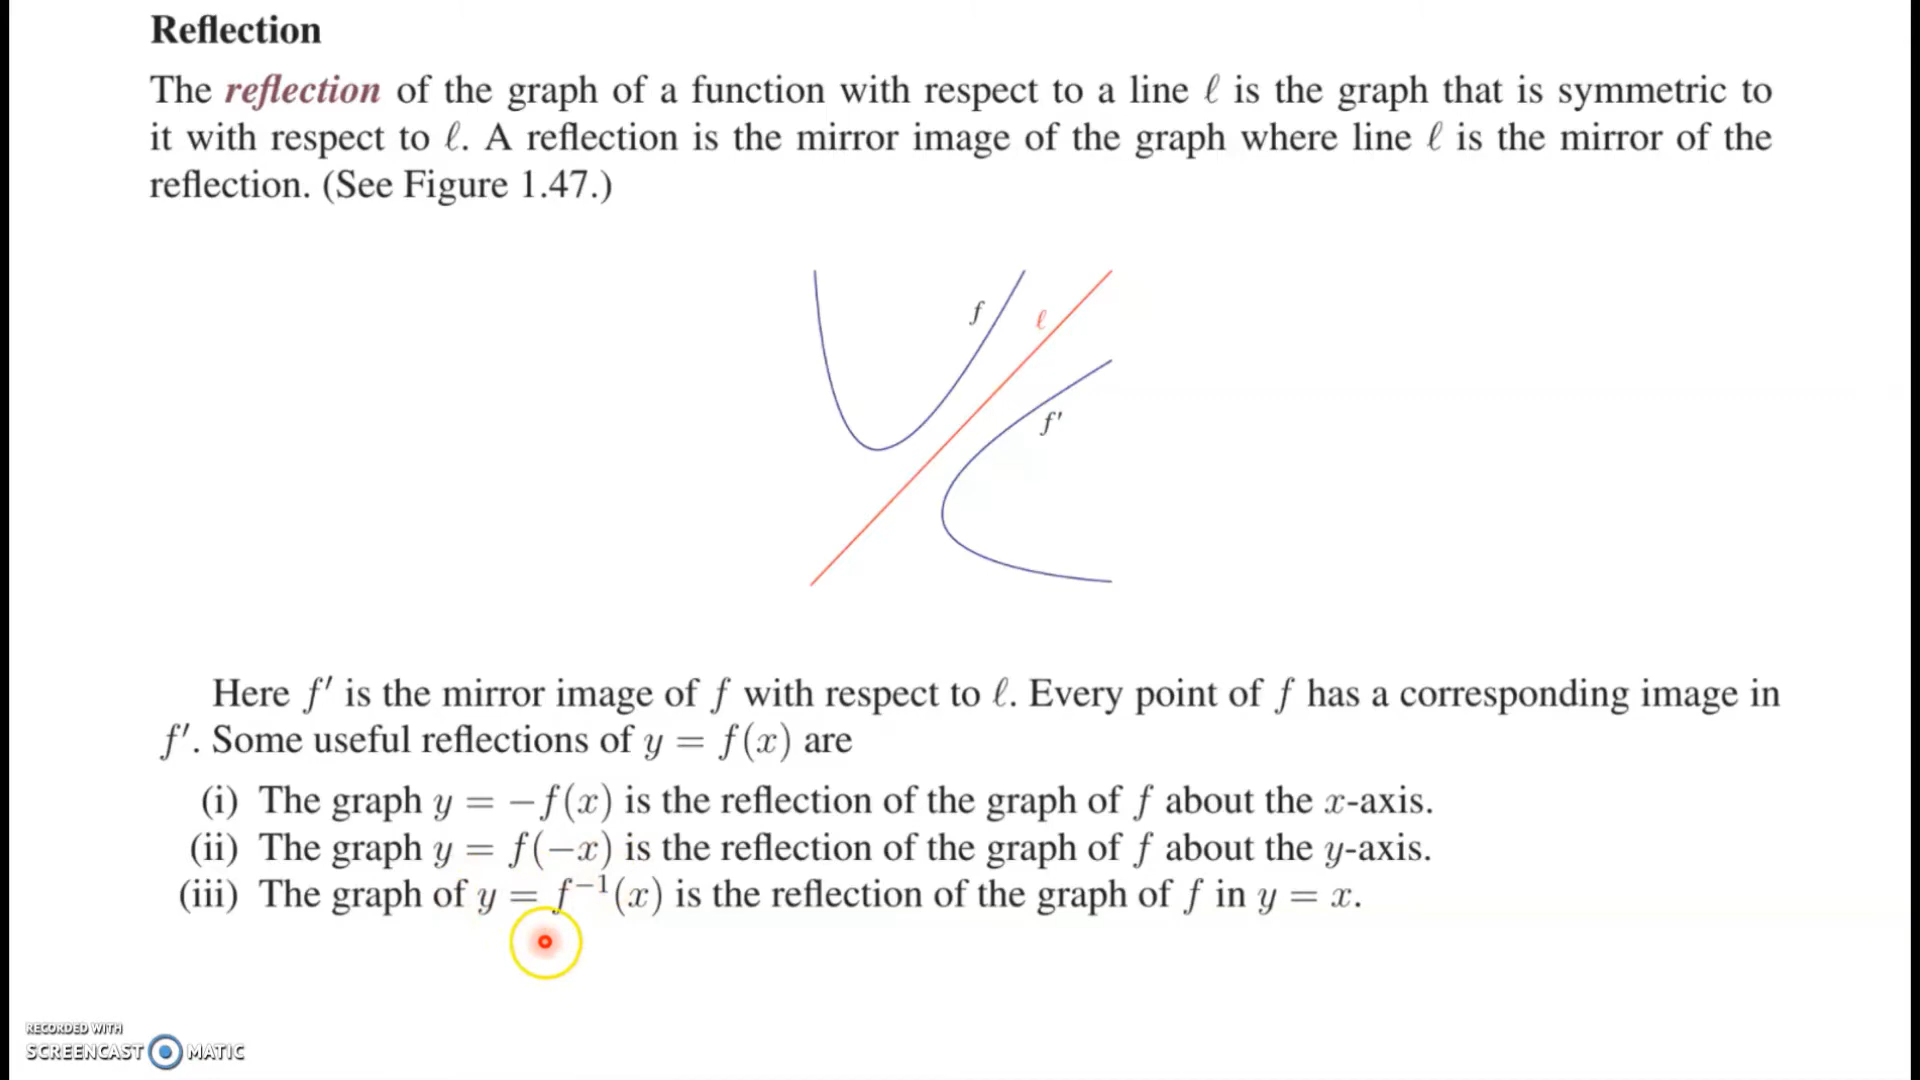 Reflection
The reflection of the graph of a function with respect to a line ℓ is the graph that is symmetric to
it with respect to ℓ. A reflection is the mirror image of the graph where line ℓ is the mirror of the
reflection. (See Figure 1.47.)
f
ℓ
f′
Here f′ is the mirror image of f with respect to ℓ. Every point of f has a corresponding image in
f′. Some useful reflections of y = f(x) are
(i) The graph y = −f(x) is the reflection of the graph of f about the x-axis.
(ii) The graph y = f(−x) is the reflection of the graph of f about the y-axis.
(iii) The graph of y = f⁻¹(x) is the reflection of the graph of f in y = x.
RECORDED WITH
SCREENCAST MATIC